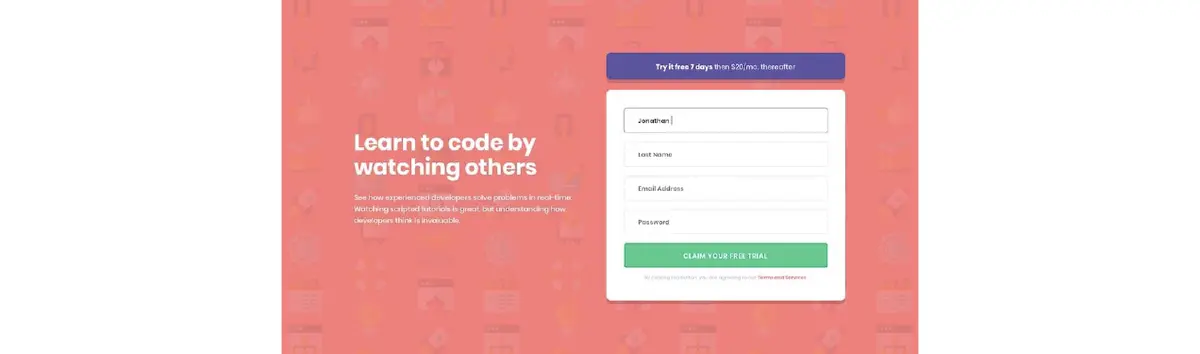 Try it free 7 days then $20/mo. thereafter
Jonathan
Learn to code by
watching others
Last Name
See how experienced developers solve problems in real-time.
Watching scripted tutorials is great, but understanding how
developers think is invaluable.
Email Address
Password
CLAIM YOUR FREE TRIAL
By clicking the button, you are agreeing to our Terms and Services